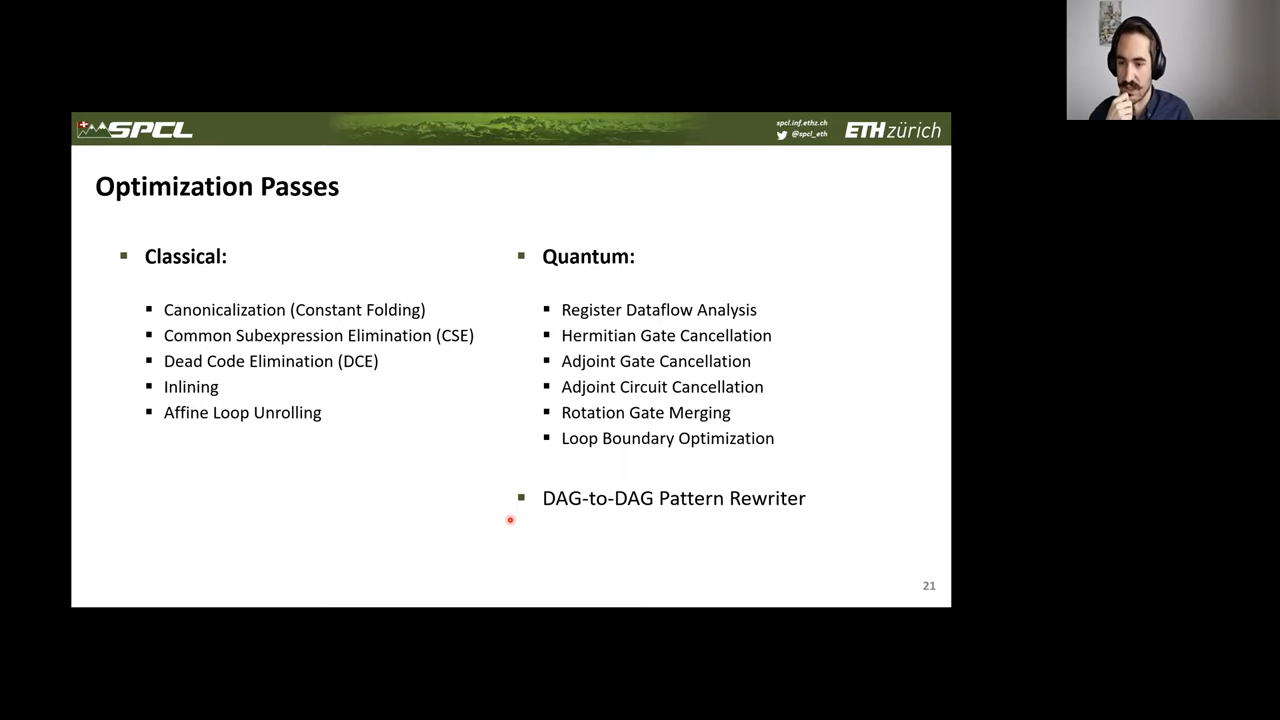 SPCL
spcl.inf.ethz.ch
@spcl_eth
ETH zürich
Optimization Passes
Classical:
Canonicalization (Constant Folding)
Common Subexpression Elimination (CSE)
Dead Code Elimination (DCE)
Inlining
Affine Loop Unrolling
Quantum:
Register Dataflow Analysis
Hermitian Gate Cancellation
Adjoint Gate Cancellation
Adjoint Circuit Cancellation
Rotation Gate Merging
Loop Boundary Optimization
DAG-to-DAG Pattern Rewriter
21